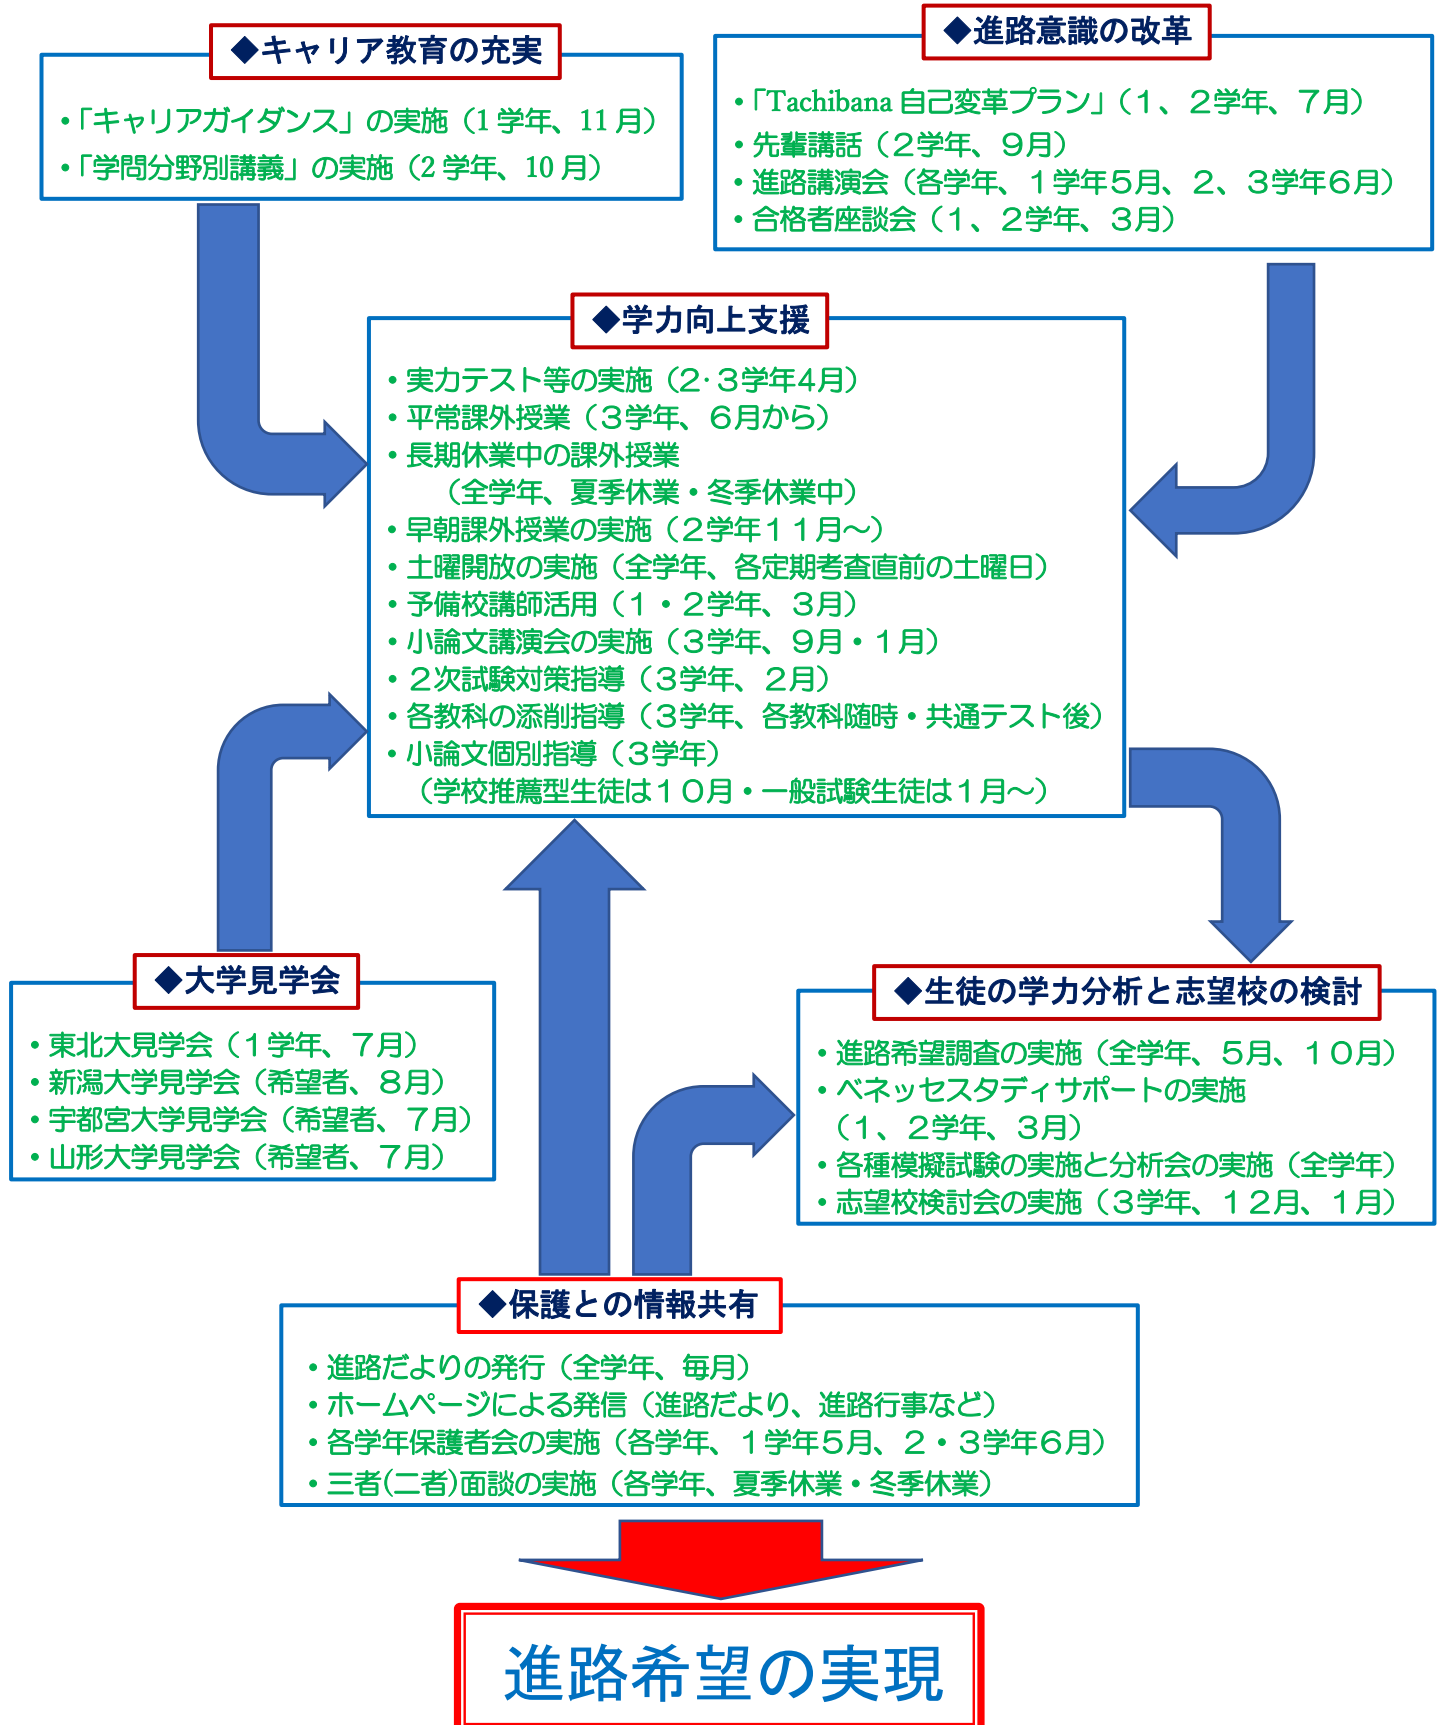 ◆キャリア教育の充実
・「キャリアガイダンス」の実施（1 学年、11 月）
・「学問分野別講義」の実施（2 学年、10 月）
◆進路意識の改革
・「Tachibana 自己変革プラン」（１、２学年、７月）
・先輩講話（２学年、９月）
・進路講演会（各学年、１学年５月、２、３学年６月）
・合格者座談会（１、２学年、３月）
◆学力向上支援
・実力テスト等の実施（２･３学年４月）
・平常課外授業（３学年、６月から）
・長期休業中の課外授業
（全学年、夏季休業・冬季休業中）
・早朝課外授業の実施（２学年１１月～）
・土曜開放の実施（全学年、各定期考査直前の土曜日）
・予備校講師活用（１・２学年、３月）
・小論文講演会の実施（３学年、９月・１月）
・２次試験対策指導（３学年、２月）
・各教科の添削指導（３学年、各教科随時・共通テスト後）
・小論文個別指導（３学年）
（学校推薦型生徒は１０月・一般試験生徒は１月～）
◆大学見学会
・東北大見学会（１学年、７月）
・新潟大学見学会（希望者、８月）
・宇都宮大学見学会（希望者、７月）
・山形大学見学会（希望者、７月）
◆生徒の学力分析と志望校の検討
・進路希望調査の実施（全学年、５月、１０月）
・ベネッセスタディサポートの実施
（１、２学年、３月）
・各種模擬試験の実施と分析会の実施（全学年）
・志望校検討会の実施（３学年、１２月、１月）
◆保護との情報共有
・進路だよりの発行（全学年、毎月）
・ホームページによる発信（進路だより、進路行事など）
・各学年保護者会の実施（各学年、１学年５月、２・３学年６月）
・三者(二者)面談の実施（各学年、夏季休業・冬季休業）
進路希望の実現